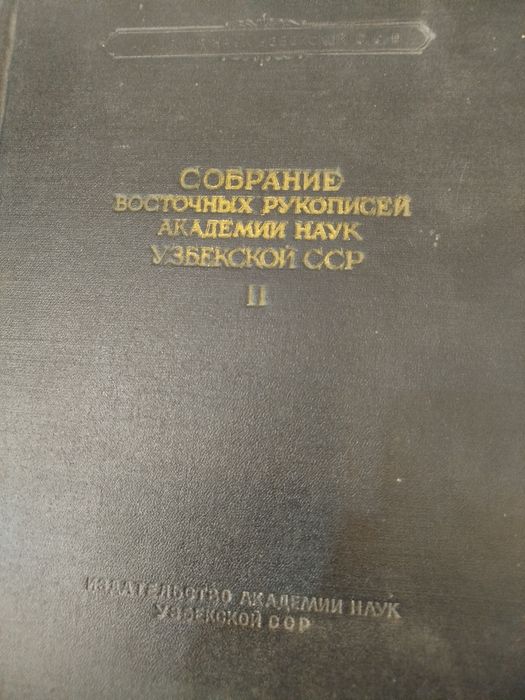 СОБРАНИЕ
ВОСТОЧНЫХ РУКОПИСЕЙ
АКАДЕМИИ НАУК
УЗБЕКСКОЙ ССР
II
ИЗДАТЕЛЬСТВО АКАДЕМИИ НАУК
УЗБЕКСКОЙ ССР